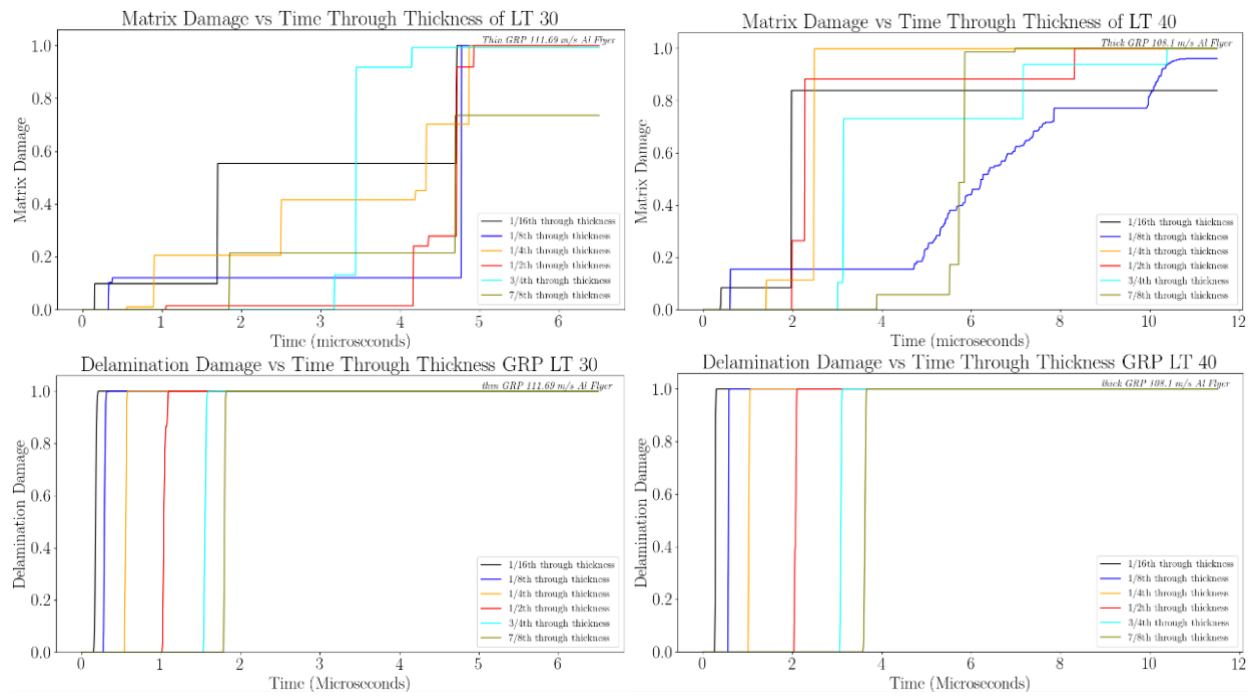 Matrix Damage vs Time Through Thickness of LT 30
Thin GRP 111.69 m/s Al Flyer
1.0
0.8
0.6
0.4
0.2
0.0
Matrix Damage
1/16th through thickness
1/8th through thickness
1/4th through thickness
1/2th through thickness
3/4th through thickness
7/8th through thickness
0 1 2 3 4 5 6
Time (microseconds)
Matrix Damage vs Time Through Thickness of LT 40
Thick GRP 108.1 m/s Al Flyer
1.0
0.8
0.6
0.4
0.2
0.0
Matrix Damage
1/16th through thickness
1/8th through thickness
1/4th through thickness
1/2th through thickness
3/4th through thickness
7/8th through thickness
0 2 4 6 8 10 12
Time (microseconds)
Delamination Damage vs Time Through Thickness GRP LT 30
thin GRP 111.69 m/s Al Flyer
1.0
0.8
0.6
0.4
0.2
0.0
Delamination Damage
1/16th through thickness
1/8th through thickness
1/4th through thickness
1/2th through thickness
3/4th through thickness
7/8th through thickness
0 1 2 3 4 5 6
Time (Microseconds)
Delamination Damage vs Time Through Thickness GRP LT 40
thick GRP 108.1 m/s Al Flyer
1.0
0.8
0.6
0.4
0.2
0.0
Delamination Damage
1/16th through thickness
1/8th through thickness
1/4th through thickness
1/2th through thickness
3/4th through thickness
7/8th through thickness
0 2 4 6 8 10 12
Time (Microseconds)